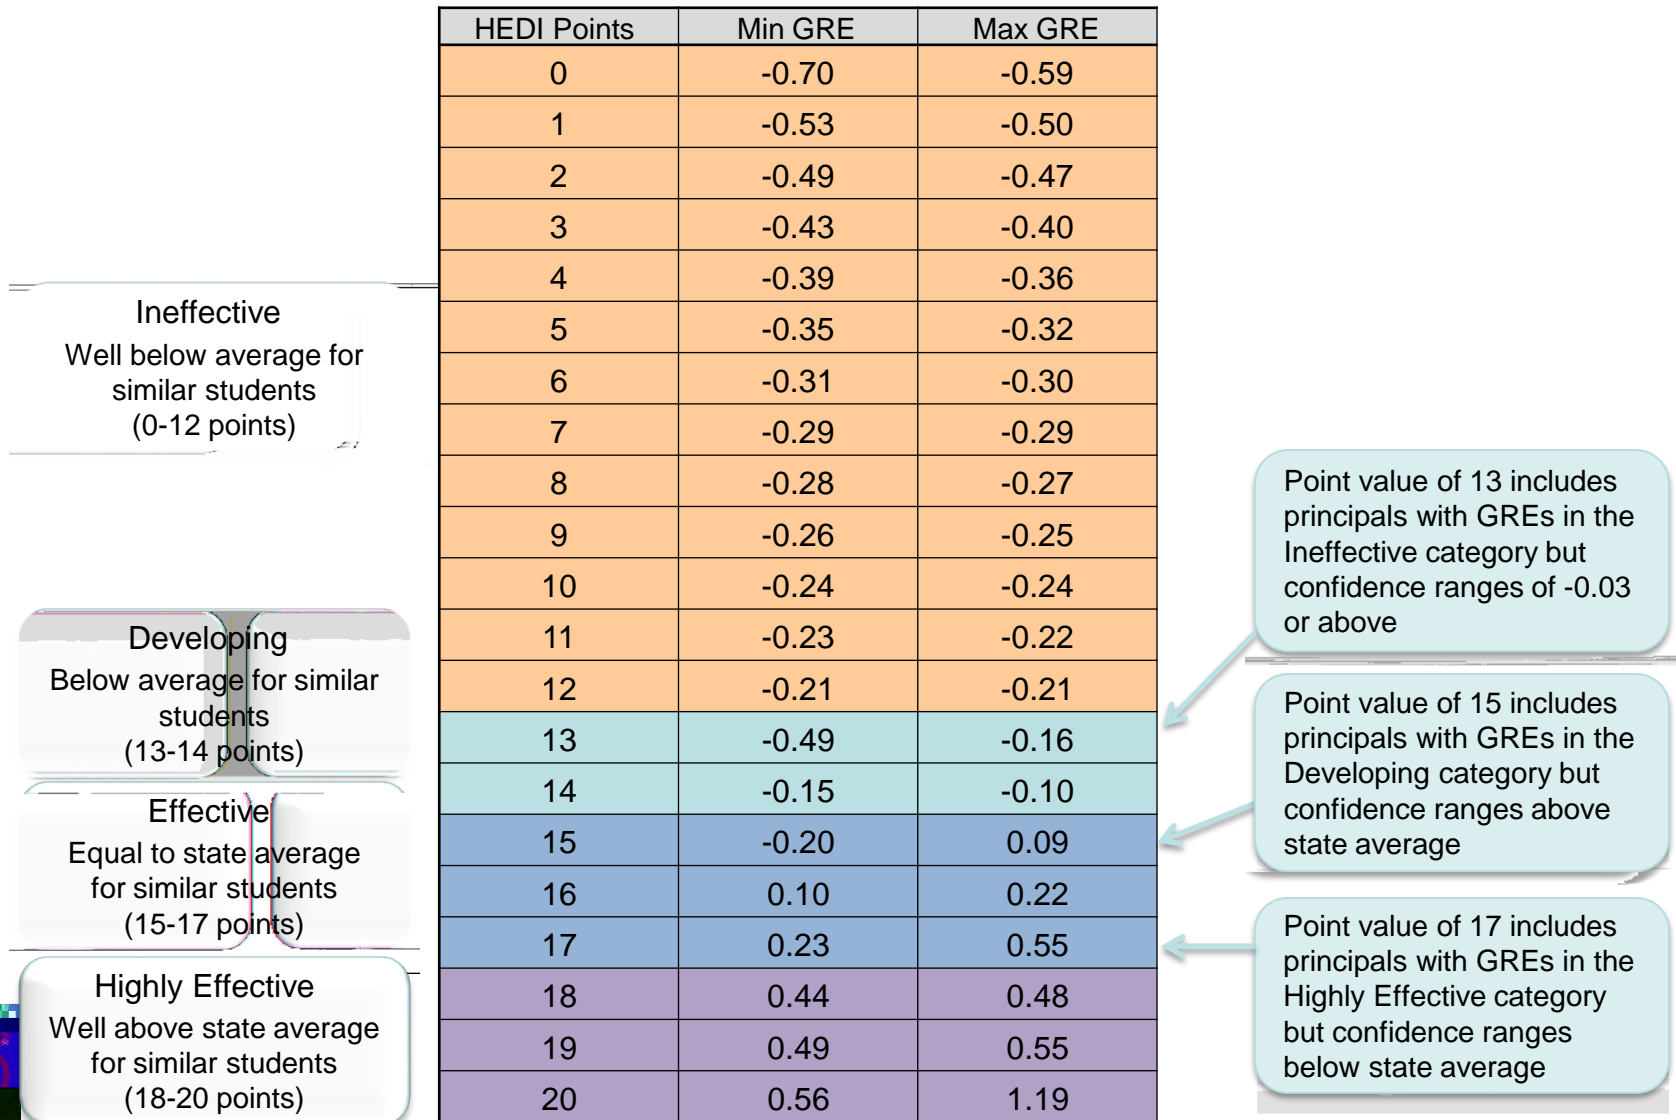 HEDI Points Min GRE Max GRE
0 -0.70 -0.59
1 -0.53 -0.50
2 -0.49 -0.47
3 -0.43 -0.40
4 -0.39 -0.36
5 -0.35 -0.32
6 -0.31 -0.30
7 -0.29 -0.29
8 -0.28 -0.27
9 -0.26 -0.25
10 -0.24 -0.24
11 -0.23 -0.22
12 -0.21 -0.21
13 -0.49 -0.16
14 -0.15 -0.10
15 -0.20 0.09
16 0.10 0.22
17 0.23 0.55
18 0.44 0.48
19 0.49 0.55
20 0.56 1.19
Ineffective
Well below average for
similar students
(0-12 points)
Developing
Below average for similar
students
(13-14 points)
Effective
Equal to state average
for similar students
(15-17 points)
Highly Effective
Well above state average
for similar students
(18-20 points)
Point value of 13 includes
principals with GREs in the
Ineffective category but
confidence ranges of -0.03
or above
Point value of 15 includes
principals with GREs in the
Developing category but
confidence ranges above
state average
Point value of 17 includes
principals with GREs in the
Highly Effective category
but confidence ranges
below state average